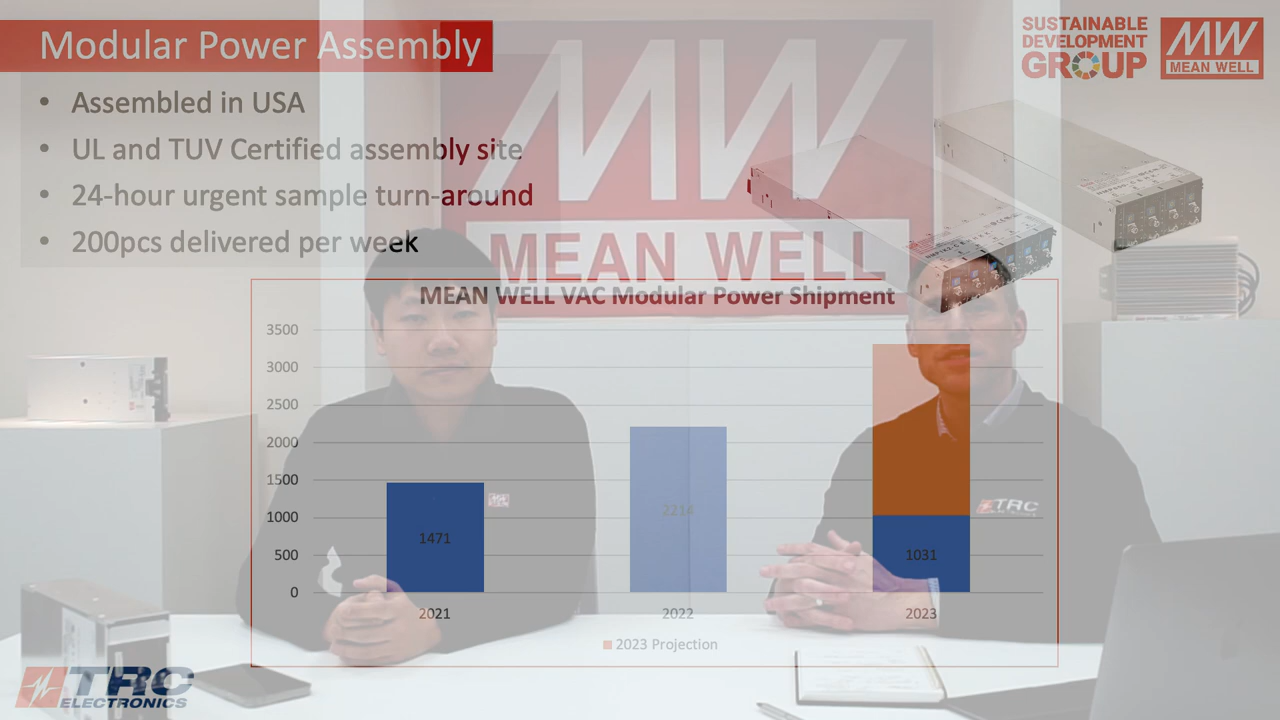 Modular Power Assembly
SUSTAINABLE
DEVELOPMENT
GROUP
MW
MEAN WELL
• Assembled in USA
• UL and TUV Certified assembly site
• 24-hour urgent sample turn-around
• 200pcs delivered per week
MW
MEAN WELL
MEAN WELL VAC Modular Power Shipment
3500
3000
2500
2000
1500
1000
500
0
1471
2214
1031
2021
2022
2023
2023 Projection
TRC
TRC
ELECTRONICS